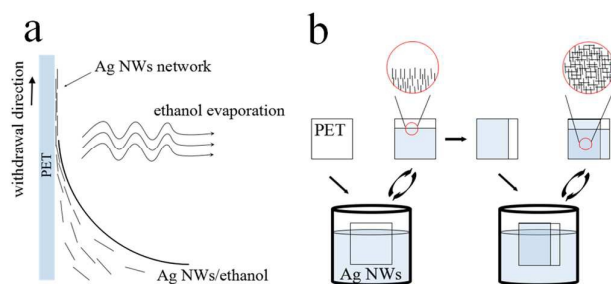 a
withdrawal direction
PET
Ag NWs network
ethanol evaporation
Ag NWs/ethanol
b
PET
Ag NWs